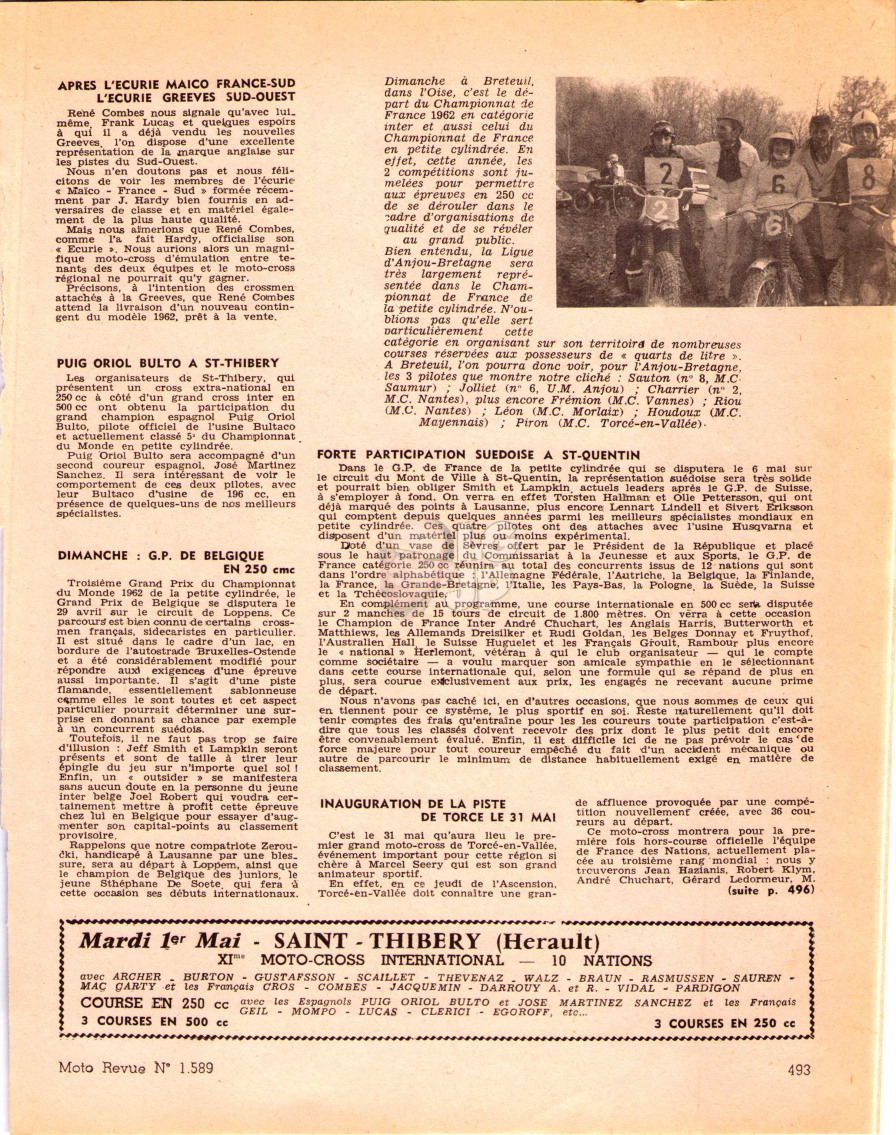 APRES L'ECURIE MAICO FRANCE-SUD
L'ECURIE GREEVES SUD-OUEST
René Combes nous signale qu'avec lui-
même, Frank Lucas et quelques espoirs
à qui il a déjà vendu les nouvelles
Greeves, l'on dispose d'une excellente
représentation de la marque anglaise sur
les pistes du Sud-Ouest.
Nous n'en doutons pas et nous féli-
citons de voir les membres de l'écurie
« Maïco - France - Sud » formée récem-
ment par J. Hardy bien fournis en ad-
versaires de classe et en matériel égale-
ment de la plus haute qualité.
Mais nous aimerions que René Combes,
comme l'a fait Hardy, officialise son
« Ecurie ». Nous aurions alors un magni-
fique moto-cross d'émulation entre te-
nants des deux équipes et le moto-cross
régional ne pourrait qu'y gagner.
Précisons, à l'intention des crossmen
attachés à la Greeves, que René Combes
attend la livraison d'un nouveau contin-
gent du modèle 1962, prêt à la vente.
PUIG ORIOL BULTO A ST-THIBERY
Les organisateurs de St-Thibery, qui
présentent un cross extra-national en
250 cc à côté d'un grand cross inter en
500 cc ont obtenu la participation du
grand champion espagnol Puig Oriol
Bulto, pilote officiel de l'usine Bultaco
et actuellement classé 5e du Championnat
du Monde en petite cylindrée.
Puig Oriol Bulto sera accompagné d'un
second coureur espagnol, José Martinez
Sanchez. Il sera intéressant de voir le
comportement de ces deux pilotes, avec
leur Bultaco d'usine de 196 cc, en
présence de quelques-uns de nos meilleurs
spécialistes.
DIMANCHE : G.P. DE BELGIQUE
EN 250 cmc
Troisième Grand Prix du Championnat
du Monde 1962 de la petite cylindrée, le
Grand Prix de Belgique se disputera le
29 avril sur le circuit de Loppens. Ce
parcours est bien connu de certains cross-
men français, sidecaristes en particulier.
Il est situé dans le cadre d'un lac, en
bordure de l'autostrade Bruxelles-Ostende
et a été considérablement modifié pour
répondre aux exigences d'une épreuve
aussi importante. Il s'agit d'une piste
flamande, essentiellement sablonneuse
comme elle le sont toutes et cet aspect
particulier pourrait déterminer une sur-
prise en donnant sa chance par exemple
à un concurrent suédois.
Toutefois, il ne faut pas trop se faire
d'illusion : Jeff Smith et Lampkin seront
présents et sont de taille à tirer leur
épingle du jeu sur n'importe quel sol !
Enfin, un « outsider » se manifestera
sans aucun doute en la personne du jeune
inter belge Joel Robert qui voudra cer-
tainement mettre à profit cette épreuve
chez lui en Belgique pour essayer d'aug-
menter son capital-points au classement
provisoire.
Rappelons que notre compatriote Zerou-
cki, handicapé à Lausanne par une bles-
sure, sera au départ à Loppem, ainsi que
le champion de Belgique des juniors, le
jeune Sthéphane De Soete, qui fera à
cette occasion ses débuts internationaux.
Dimanche à Breteuil,
dans l'Oise, c'est le dé-
part du Championnat de
France 1962 en catégorie
inter et aussi celui du
Championnat de France
en petite cylindrée. En
effet, cette année, les
2 compétitions sont ju-
melées pour permettre
aux épreuves en 250 cc
de se dérouler dans le
cadre d'organisations de
qualité et de se révéler
au grand public.
Bien entendu, la Ligue
d'Anjou-Bretagne sera
très largement repré-
sentée dans le Cham-
pionnat de France de
la petite cylindrée. N'ou-
blions pas qu'elle sert
particulièrement cette
catégorie en organisant sur son territoire de nombreuses
courses réservées aux possesseurs de « quarts de litre ».
A Breteuil, l'on pourra donc voir, pour l'Anjou-Bretagne,
les 3 pilotes que montre notre cliché : Sauton (n° 8, M.C.
Saumur) ; Jolliet (n° 6, U.M. Anjou) ; Charrier (n° 2,
M.C. Nantes), plus encore Frémion (M.C. Vannes) ; Riou
(M.C. Nantes) ; Léon (M.C. Morlaix) ; Houdoux (M.C.
Mayennais) ; Piron (M.C. Torcé-en-Vallée).
2
2
6
6
8
FORTE PARTICIPATION SUEDOISE A ST-QUENTIN
Dans le G.P. de France de la petite cylindrée qui se disputera le 6 mai sur
le circuit du Mont de Ville à St-Quentin, la représentation suédoise sera très solide
et pourrait bien obliger Smith et Lampkin, actuels leaders après le G.P. de Suisse,
à s'employer à fond. On verra en effet Torsten Hallman et Olle Pettersson, qui ont
déjà marqué des points à Lausanne, plus encore Lennart Lindell et Sivert Eriksson
qui comptent depuis quelques années parmi les meilleurs spécialistes mondiaux en
petite cylindrée. Ces quatre pilotes ont des attaches avec l'usine Husqvarna et
disposent d'un matériel plus ou moins expérimental.
Doté d'un vase de Sèvres offert par le Président de la République et placé
sous le haut patronage du Commissariat à la Jeunesse et aux Sports, le G.P. de
France catégorie 250 cc réunira au total des concurrents issus de 12 nations qui sont
dans l'ordre alphabétique : l'Allemagne Fédérale, l'Autriche, la Belgique, la Finlande,
la France, la Grande-Bretagne, l'Italie, les Pays-Bas, la Pologne, la Suède, la Suisse
et la Tchécoslovaquie.
En complément au programme, une course internationale en 500 cc sera disputée
sur 2 manches de 15 tours de circuit de 1.800 mètres. On verra à cette occasion
le Champion de France Inter André Chuchart, les Anglais Harris, Butterworth et
Matthews, les Allemands Dreisilker et Rudi Goldan, les Belges Donnay et Fruythof,
l'Australien Hall, le Suisse Huguelet et les Français Groult, Rambour plus encore
le « national » Herlemont, vétéran à qui le club organisateur — qui le compte
comme sociétaire — a voulu marquer son amicale sympathie en le sélectionnant
dans cette course internationale qui, selon une formule qui se répand de plus en
plus, sera courue exclusivement aux prix, les engagés ne recevant aucune prime
de départ.
Nous n'avons pas caché ici, en d'autres occasions, que nous sommes de ceux qui
en tiennent pour ce système, le plus sportif en soi. Reste naturellement qu'il doit
tenir comptes des frais qu'entraîne pour les les coureurs toute participation c'est-à-
dire que tous les classés doivent recevoir des prix dont le plus petit doit encore
être convenablement évalué. Enfin, il est difficile ici de ne pas prévoir le cas de
force majeure pour tout coureur empêché du fait d'un accident mécanique ou
autre de parcourir le minimum de distance habituellement exigé en matière de
classement.
INAUGURATION DE LA PISTE
DE TORCE LE 31 MAI
C'est le 31 mai qu'aura lieu le pre-
mier grand moto-cross de Torcé-en-Vallée,
événement important pour cette région si
chère à Marcel Seery qui est son grand
animateur sportif.
En effet, en ce jeudi de l'Ascension,
Torcé-en-Vallée doit connaître une gran-
de affluence provoquée par une compé-
tition nouvellement créée, avec 36 cou-
reurs au départ.
Ce moto-cross montrera pour la pre-
mière fois hors-course officielle l'équipe
de France des Nations, actuellement pla-
cée au troisième rang mondial : nous y
trouverons Jean Hazianis, Robert Klym,
André Chuchart, Gérard Ledormeur, M.
(suite p. 496)
Mardi 1er Mai - SAINT - THIBERY (Herault)
XIme MOTO-CROSS INTERNATIONAL — 10 NATIONS
avec ARCHER - BURTON - GUSTAFSSON - SCAILLET - THEVENAZ - WALZ - BRAUN - RASMUSSEN - SAUREN -
MAC GARTY et les Français CROS - COMBES - JACQUEMIN - DARROUY A. et R. - VIDAL - PARDIGON
COURSE EN 250 cc avec les Espagnols PUIG ORIOL BULTO et JOSE MARTINEZ SANCHEZ et les Français
GEIL - MOMPO - LUCAS - CLERICI - EGOROFF, etc...
3 COURSES EN 500 cc 3 COURSES EN 250 cc
Moto Revue N° 1.589
493